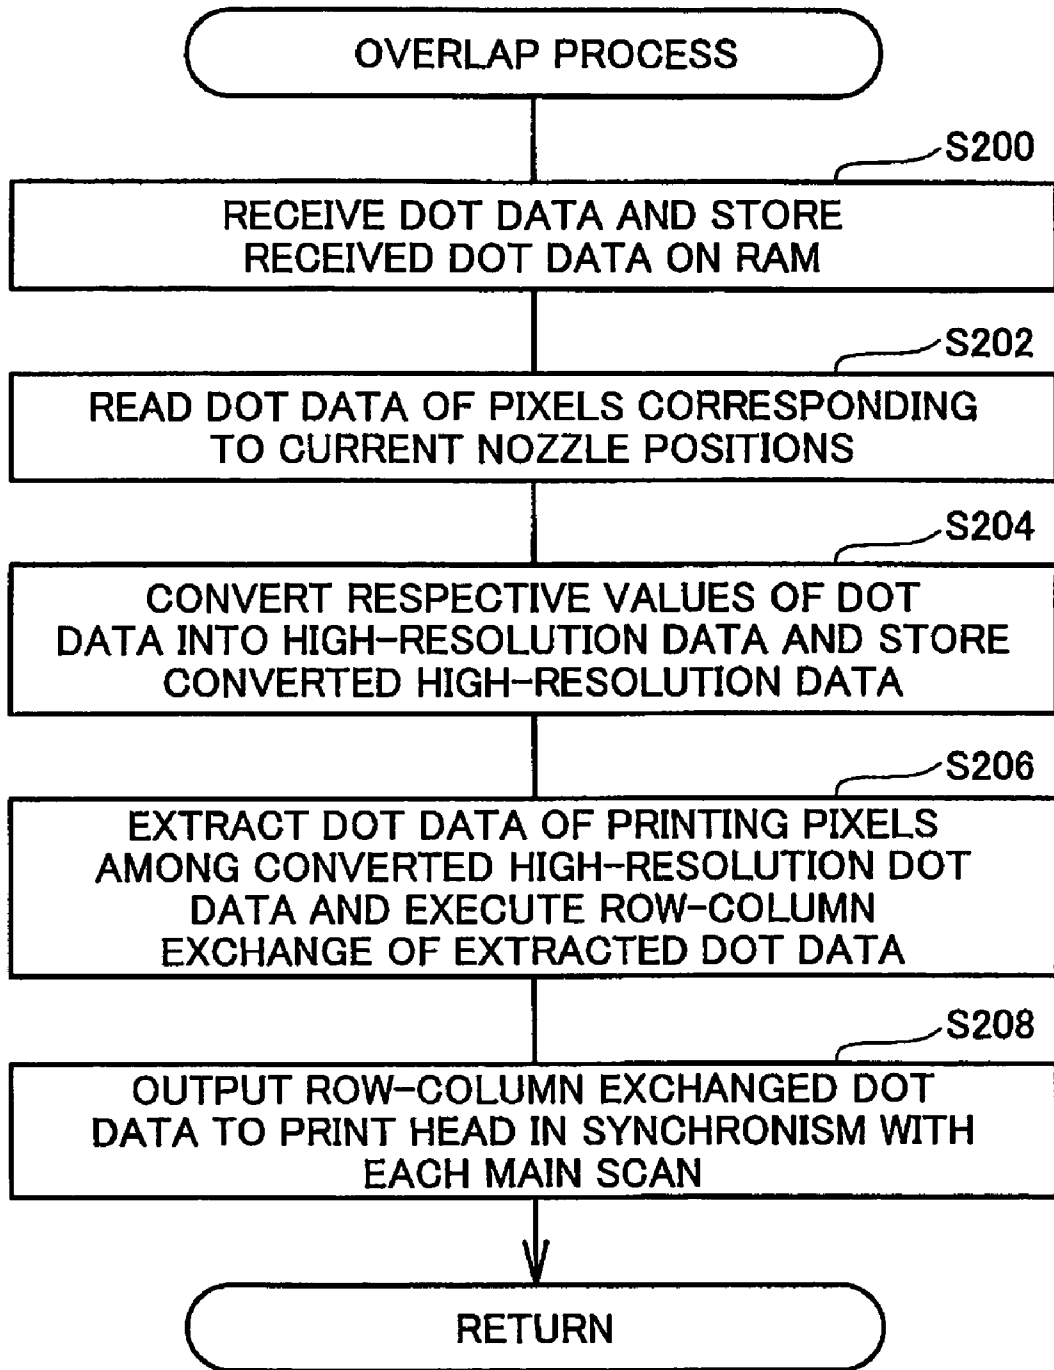 OVERLAP PROCESS
S200
RECEIVE DOT DATA AND STORE
RECEIVED DOT DATA ON RAM
S202
READ DOT DATA OF PIXELS CORRESPONDING
TO CURRENT NOZZLE POSITIONS
S204
CONVERT RESPECTIVE VALUES OF DOT
DATA INTO HIGH-RESOLUTION DATA AND STORE
CONVERTED HIGH-RESOLUTION DATA
S206
EXTRACT DOT DATA OF PRINTING PIXELS
AMONG CONVERTED HIGH-RESOLUTION DOT
DATA AND EXECUTE ROW-COLUMN
EXCHANGE OF EXTRACTED DOT DATA
S208
OUTPUT ROW-COLUMN EXCHANGED DOT
DATA TO PRINT HEAD IN SYNCHRONISM WITH
EACH MAIN SCAN
RETURN